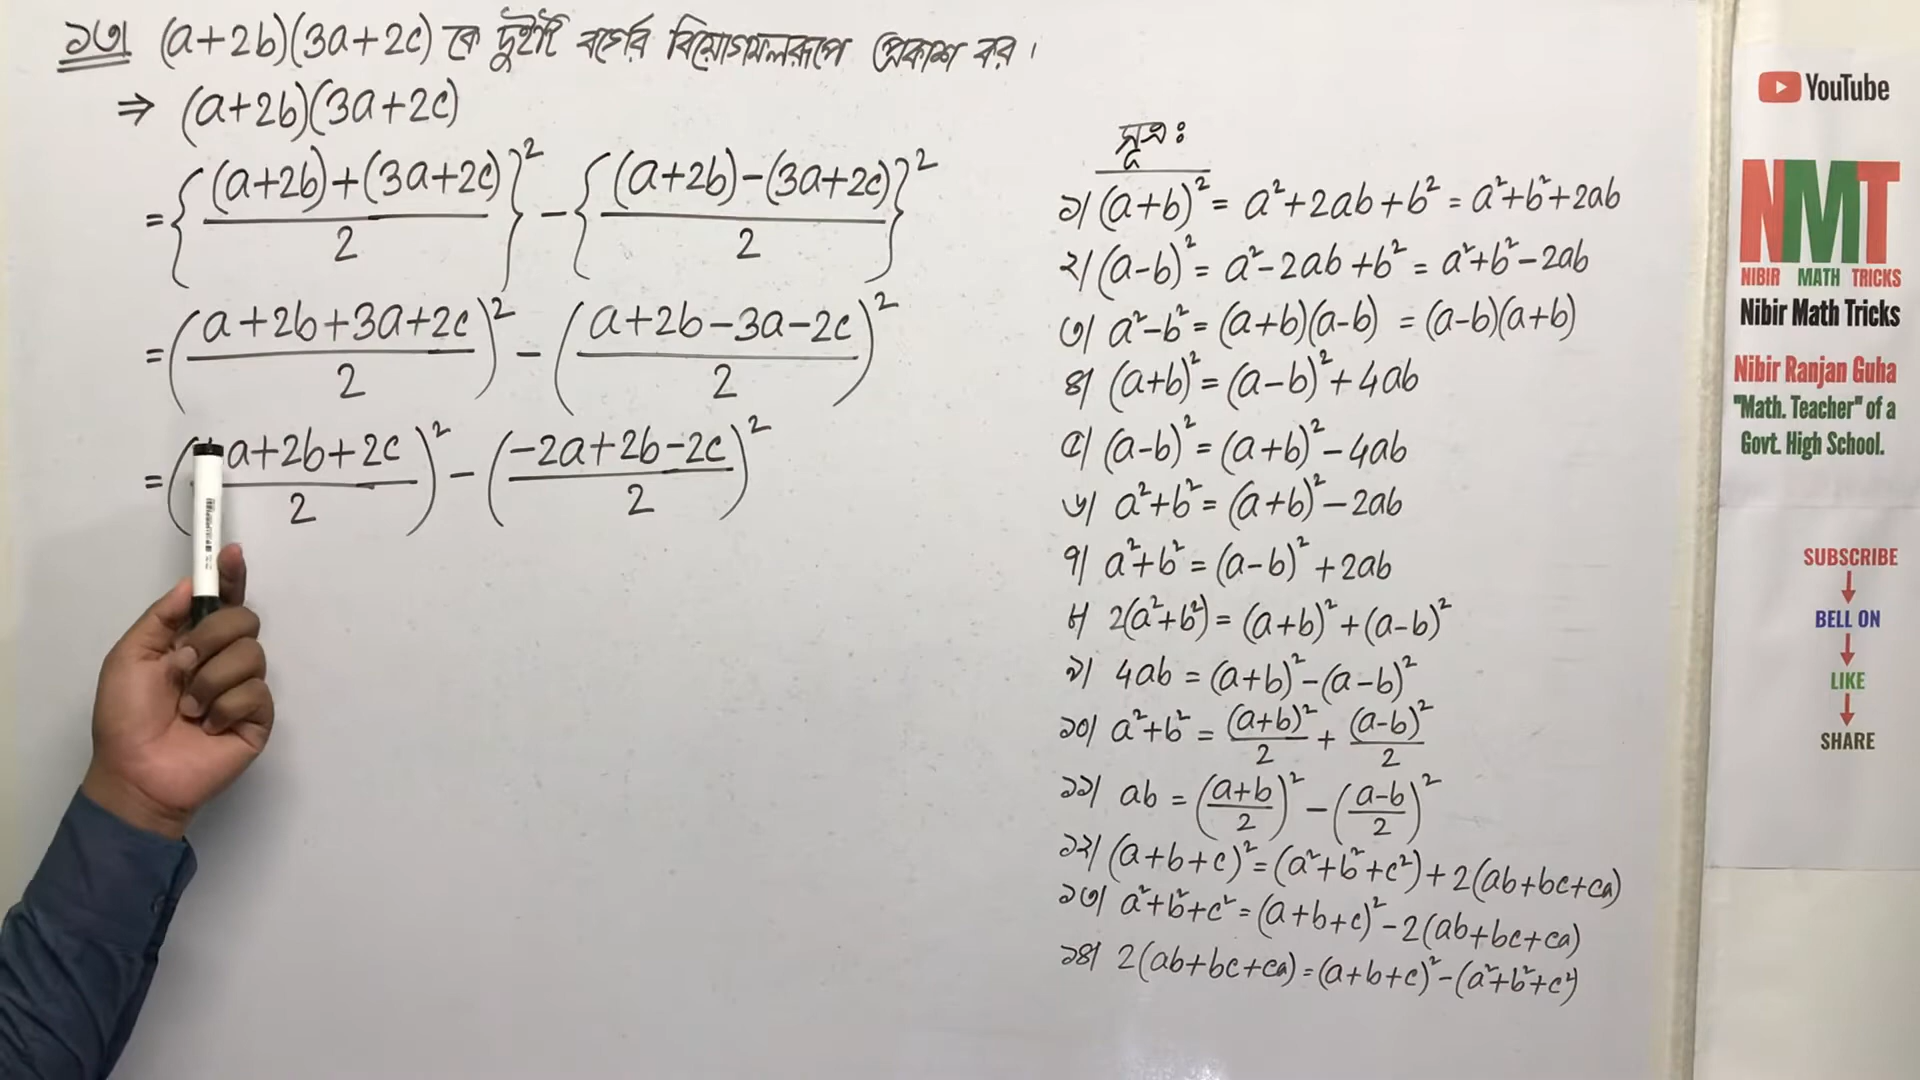 ১৩। (a+2b)(3a+2c) কে দুইটি বর্গের বিয়োগফলরূপে প্রকাশ কর।
⇒ (a+2b)(3a+2c)
= {((a+2b)+(3a+2c))/2}² - {((a+2b)-(3a+2c))/2}²
= ((a+2b+3a+2c)/2)² - ((a+2b-3a-2c)/2)²
= (a+2b+2c)/2)² - ((-2a+2b-2c)/2)²
সূত্রঃ
১। (a+b)² = a²+2ab+b² = a²+b²+2ab
২। (a-b)² = a²-2ab+b² = a²+b²-2ab
৩। a²-b² = (a+b)(a-b) = (a-b)(a+b)
৪। (a+b)² = (a-b)²+4ab
৫। (a-b)² = (a+b)²-4ab
৬। a²+b² = (a+b)²-2ab
৭। a²+b² = (a-b)²+2ab
৮। 2(a²+b²) = (a+b)²+(a-b)²
৯। 4ab = (a+b)²-(a-b)²
১০। a²+b² = (a+b)²/2 + (a-b)²/2
১১। ab = ((a+b)/2)² - ((a-b)/2)²
১২। (a+b+c)² = (a²+b²+c²)+2(ab+bc+ca)
১৩। a²+b²+c² = (a+b+c)²-2(ab+bc+ca)
১৪। 2(ab+bc+ca) = (a+b+c)²-(a²+b²+c²)
YouTube
NMT
NIBIR MATH TRICKS
Nibir Math Tricks
Nibir Ranjan Guha
"Math. Teacher" of a
Govt. High School.
SUBSCRIBE
↓
BELL ON
↓
LIKE
↓
SHARE